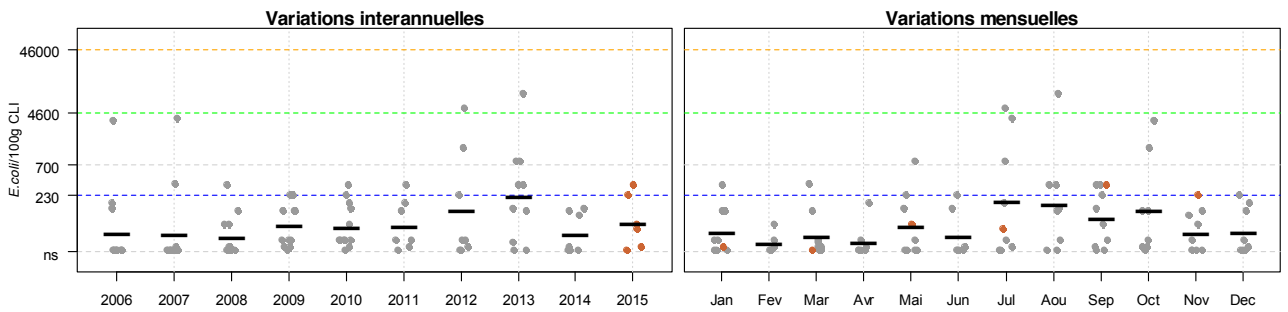 Variations interannuelles
Variations mensuelles
E.coli/100g CLI
46000
4600
700
230
ns
2006 2007 2008 2009 2010 2011 2012 2013 2014 2015
Jan Fev Mar Avr Mai Jun Jul Aou Sep Oct Nov Dec